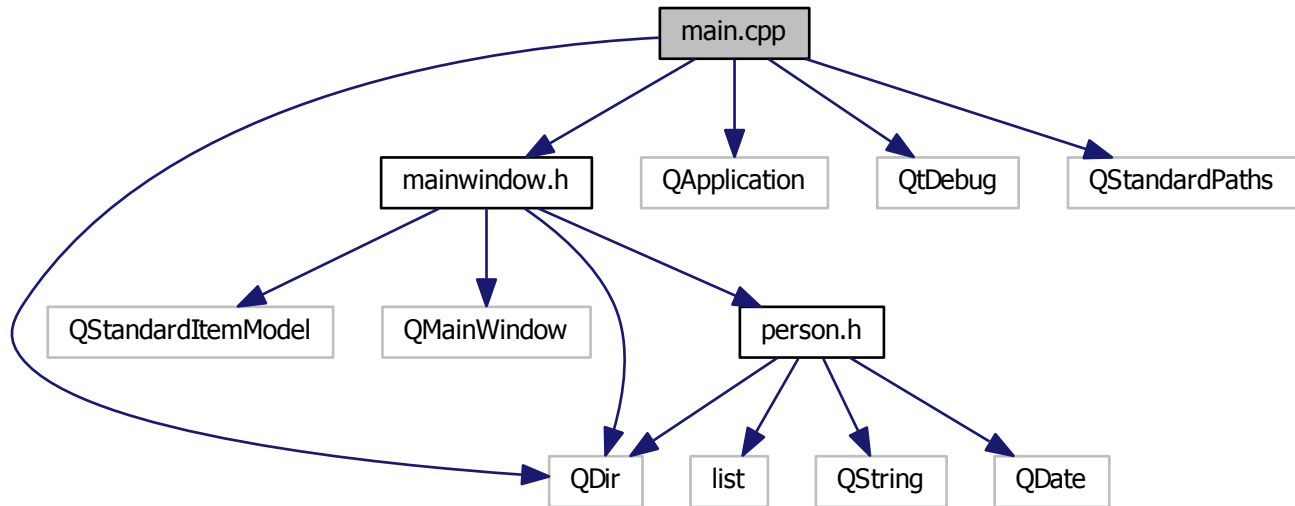 main.cpp
mainwindow.h
QApplication
QtDebug
QStandardPaths
QStandardItemModel
QMainWindow
person.h
QDir
list
QString
QDate